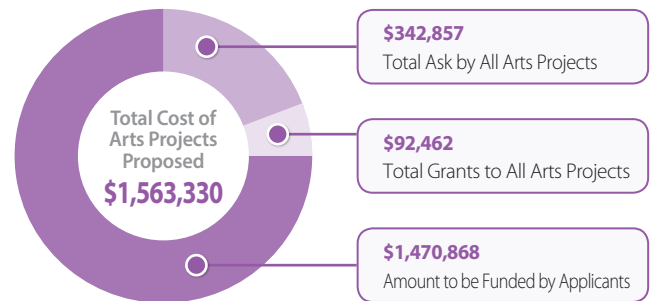 Total Cost of
Arts Projects
Proposed
$1,563,330
$342,857
Total Ask by All Arts Projects
$92,462
Total Grants to All Arts Projects
$1,470,868
Amount to be Funded by Applicants